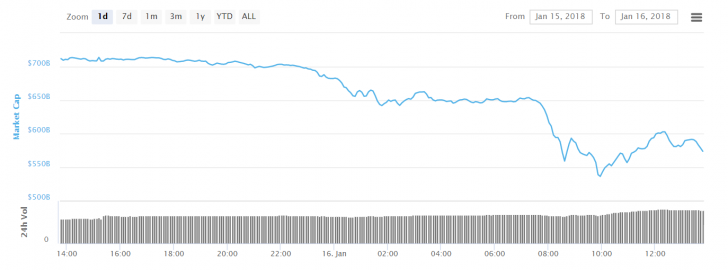 Zoom 1d 7d 1m 3m 1y YTD ALL From Jan 15, 2018 To Jan 16, 2018
Market Cap
$700B
$650B
$600B
$550B
$500B
24h Vol
0
14:00 16:00 18:00 20:00 22:00 16. Jan 02:00 04:00 06:00 08:00 10:00 12:00